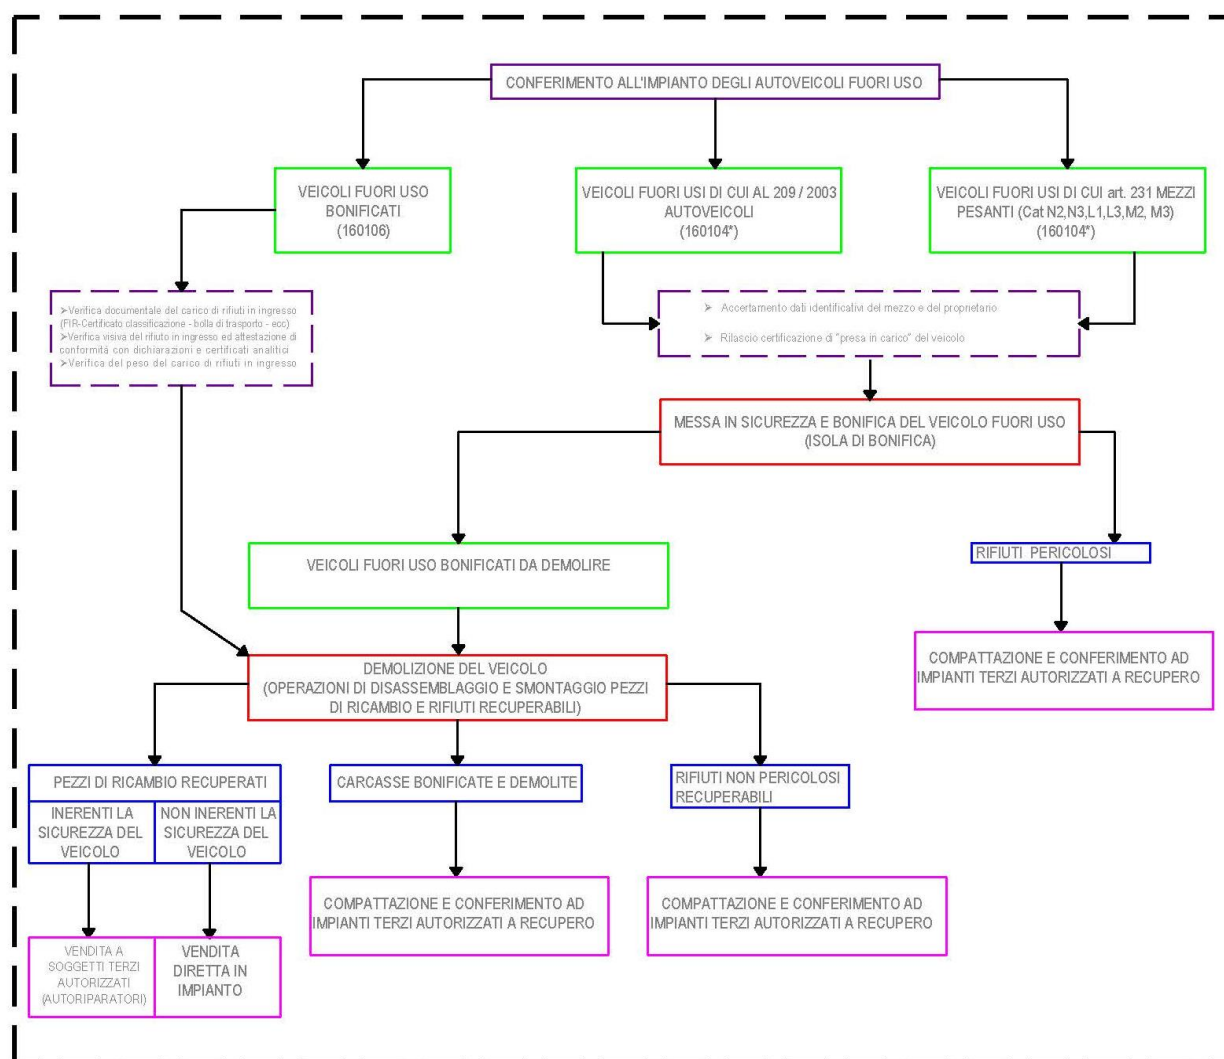 CONFERIMENTO ALL'IMPIANTO DEGLI AUTOVEICOLI FUORI USO
VEICOLI FUORI USO
BONIFICATI
(160106)
VEICOLI FUORI USI DI CUI AL 209 / 2003
AUTOVEICOLI
(160104*)
VEICOLI FUORI USI DI CUI art. 231 MEZZI
PESANTI (Cat N2,N3,L1,L3,M2, M3)
(160104*)
➢Verifica documentale del carico di rifiuti in ingresso
(FIR-Certificato classificazione - bolla di trasporto - ecc)
➢Verifica visiva del rifiuto in ingresso ed attestazione di
conformità con dichiarazioni e certificati analitici
➢Verifica del peso del carico di rifiuti in ingresso
➢ Accertamento dati identificativi del mezzo e del proprietario
➢ Rilascio certificazione di "presa in carico" del veicolo
MESSA IN SICUREZZA E BONIFICA DEL VEICOLO FUORI USO
(ISOLA DI BONIFICA)
VEICOLI FUORI USO BONIFICATI DA DEMOLIRE
RIFIUTI PERICOLOSI
COMPATTAZIONE E CONFERIMENTO AD
IMPIANTI TERZI AUTORIZZATI A RECUPERO
DEMOLIZIONE DEL VEICOLO
(OPERAZIONI DI DISASSEMBLAGGIO E SMONTAGGIO PEZZI
DI RICAMBIO E RIFIUTI RECUPERABILI)
PEZZI DI RICAMBIO RECUPERATI
INERENTI LA
SICUREZZA DEL
VEICOLO
NON INERENTI LA
SICUREZZA DEL
VEICOLO
CARCASSE BONIFICATE E DEMOLITE
RIFIUTI NON PERICOLOSI
RECUPERABILI
COMPATTAZIONE E CONFERIMENTO AD
IMPIANTI TERZI AUTORIZZATI A RECUPERO
COMPATTAZIONE E CONFERIMENTO AD
IMPIANTI TERZI AUTORIZZATI A RECUPERO
VENDITA A
SOGGETTI TERZI
AUTORIZZATI
(AUTORIPARATORI)
VENDITA
DIRETTA IN
IMPIANTO